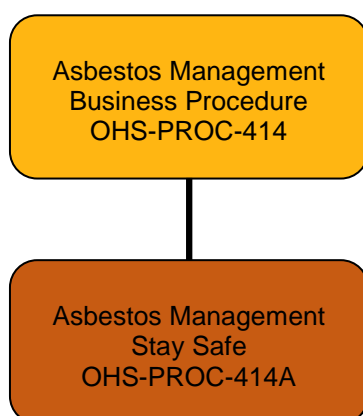 Asbestos Management
Business Procedure
OHS-PROC-414
Asbestos Management
Stay Safe
OHS-PROC-414A